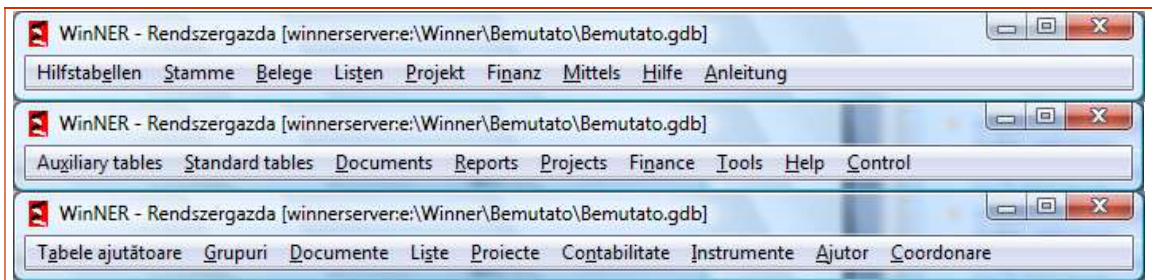 WinNER - Rendszergazda [winnerserver:e:\Winner\Bemutato\Bemutato.gdb]
Hilfstabellen Stamme Belege Listen Projekt Finanz Mittels Hilfe Anleitung
WinNER - Rendszergazda [winnerserver:e:\Winner\Bemutato\Bemutato.gdb]
Auxiliary tables Standard tables Documents Reports Projects Finance Tools Help Control
WinNER - Rendszergazda [winnerserver:e:\Winner\Bemutato\Bemutato.gdb]
Tabele ajutătoare Grupuri Documente Liste Proiecte Contabilitate Instrumente Ajutor Coordonare